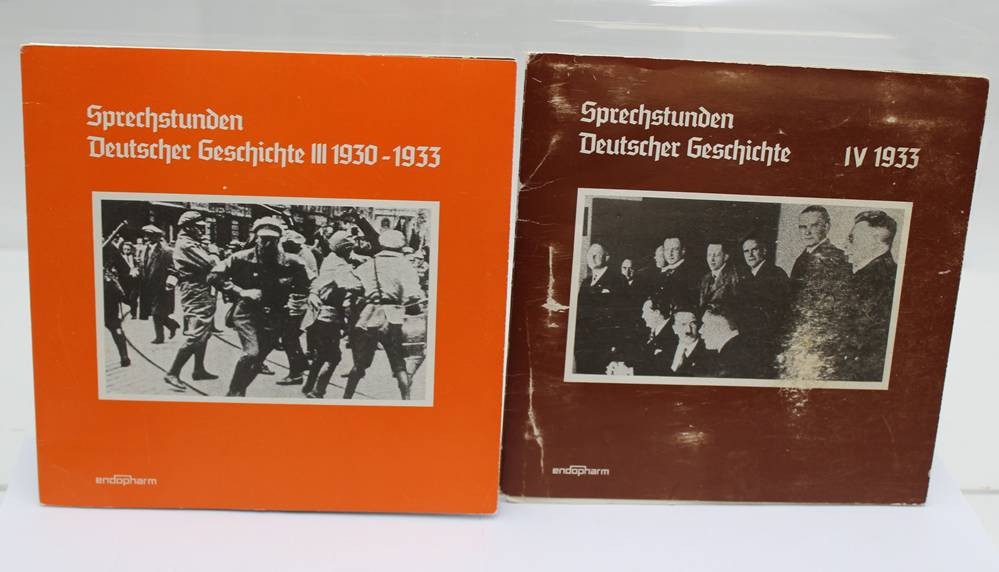 Sprechstunden
Deutscher Geschichte III 1930-1933
endopharm
Sprechstunden
Deutscher Geschichte IV 1933
endopharm